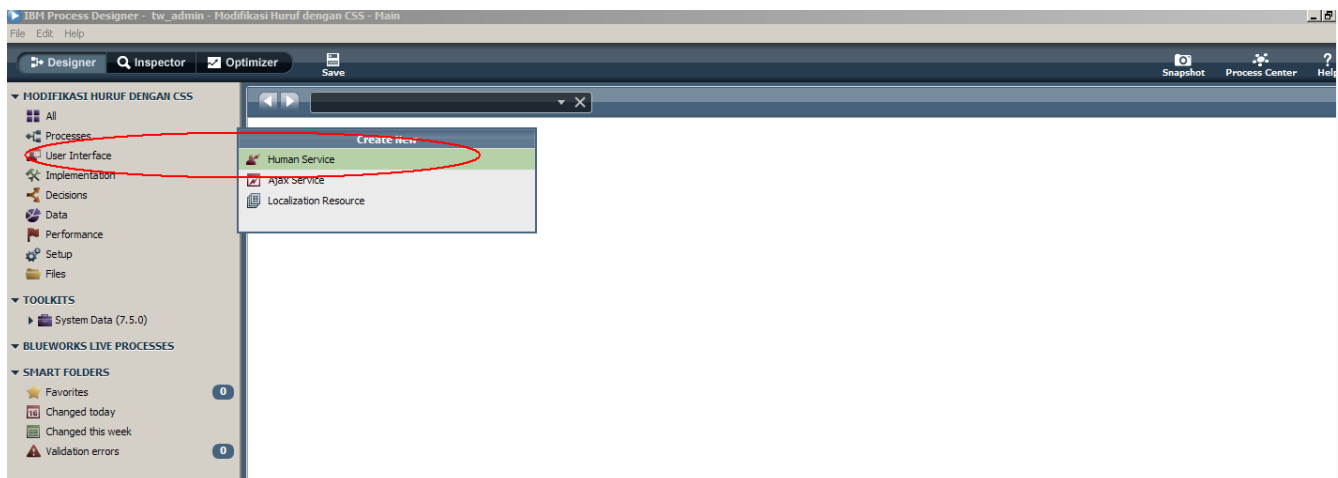 IBM Process Designer - tw_admin - Modifikasi Huruf dengan CSS - Main
File Edit Help
Designer Inspector Optimizer Save Snapshot Process Center Help
MODIFIKASI HURUF DENGAN CSS
All
Processes
User Interface
Implementation
Decisions
Data
Performance
Setup
Files
TOOLKITS
System Data (7.5.0)
BLUEWORKS LIVE PROCESSES
SMART FOLDERS
Favorites 0
16 Changed today
Changed this week
Validation errors 0
Create New
Human Service
Ajax Service
Localization Resource